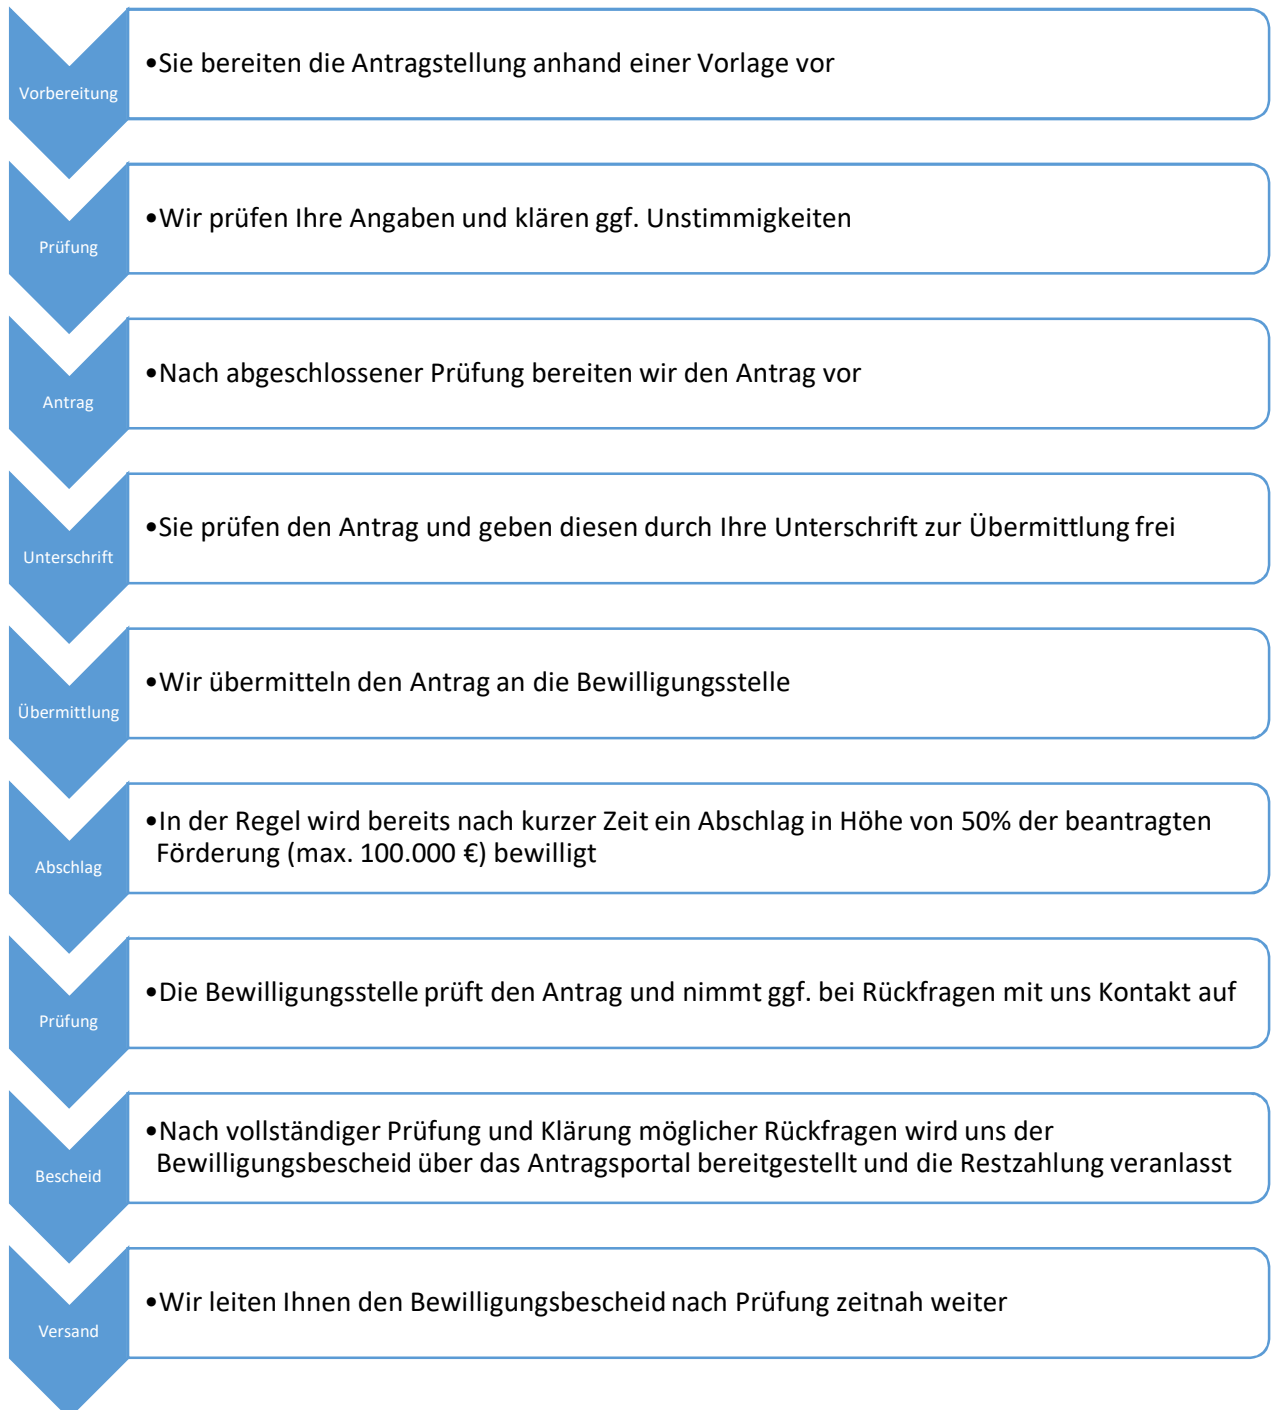 Vorbereitung
•Sie bereiten die Antragstellung anhand einer Vorlage vor
Prüfung
•Wir prüfen Ihre Angaben und klären ggf. Unstimmigkeiten
Antrag
•Nach abgeschlossener Prüfung bereiten wir den Antrag vor
Unterschrift
•Sie prüfen den Antrag und geben diesen durch Ihre Unterschrift zur Übermittlung frei
Übermittlung
•Wir übermitteln den Antrag an die Bewilligungsstelle
Abschlag
•In der Regel wird bereits nach kurzer Zeit ein Abschlag in Höhe von 50% der beantragten
Förderung (max. 100.000 €) bewilligt
Prüfung
•Die Bewilligungsstelle prüft den Antrag und nimmt ggf. bei Rückfragen mit uns Kontakt auf
Bescheid
•Nach vollständiger Prüfung und Klärung möglicher Rückfragen wird uns der
Bewilligungsbescheid über das Antragsportal bereitgestellt und die Restzahlung veranlasst
Versand
•Wir leiten Ihnen den Bewilligungsbescheid nach Prüfung zeitnah weiter